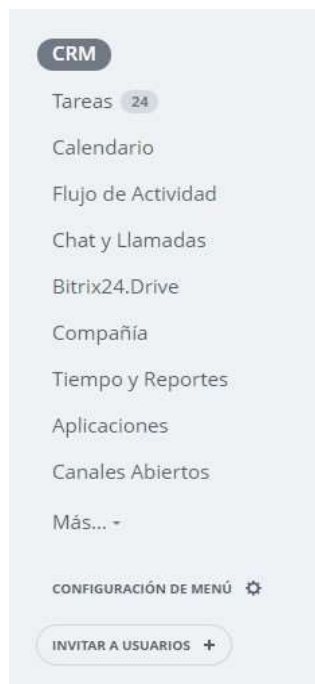 CRM
Tareas 24
Calendario
Flujo de Actividad
Chat y Llamadas
Bitrix24.Drive
Compañía
Tiempo y Reportes
Aplicaciones
Canales Abiertos
Más...
CONFIGURACIÓN DE MENÚ
INVITAR A USUARIOS +